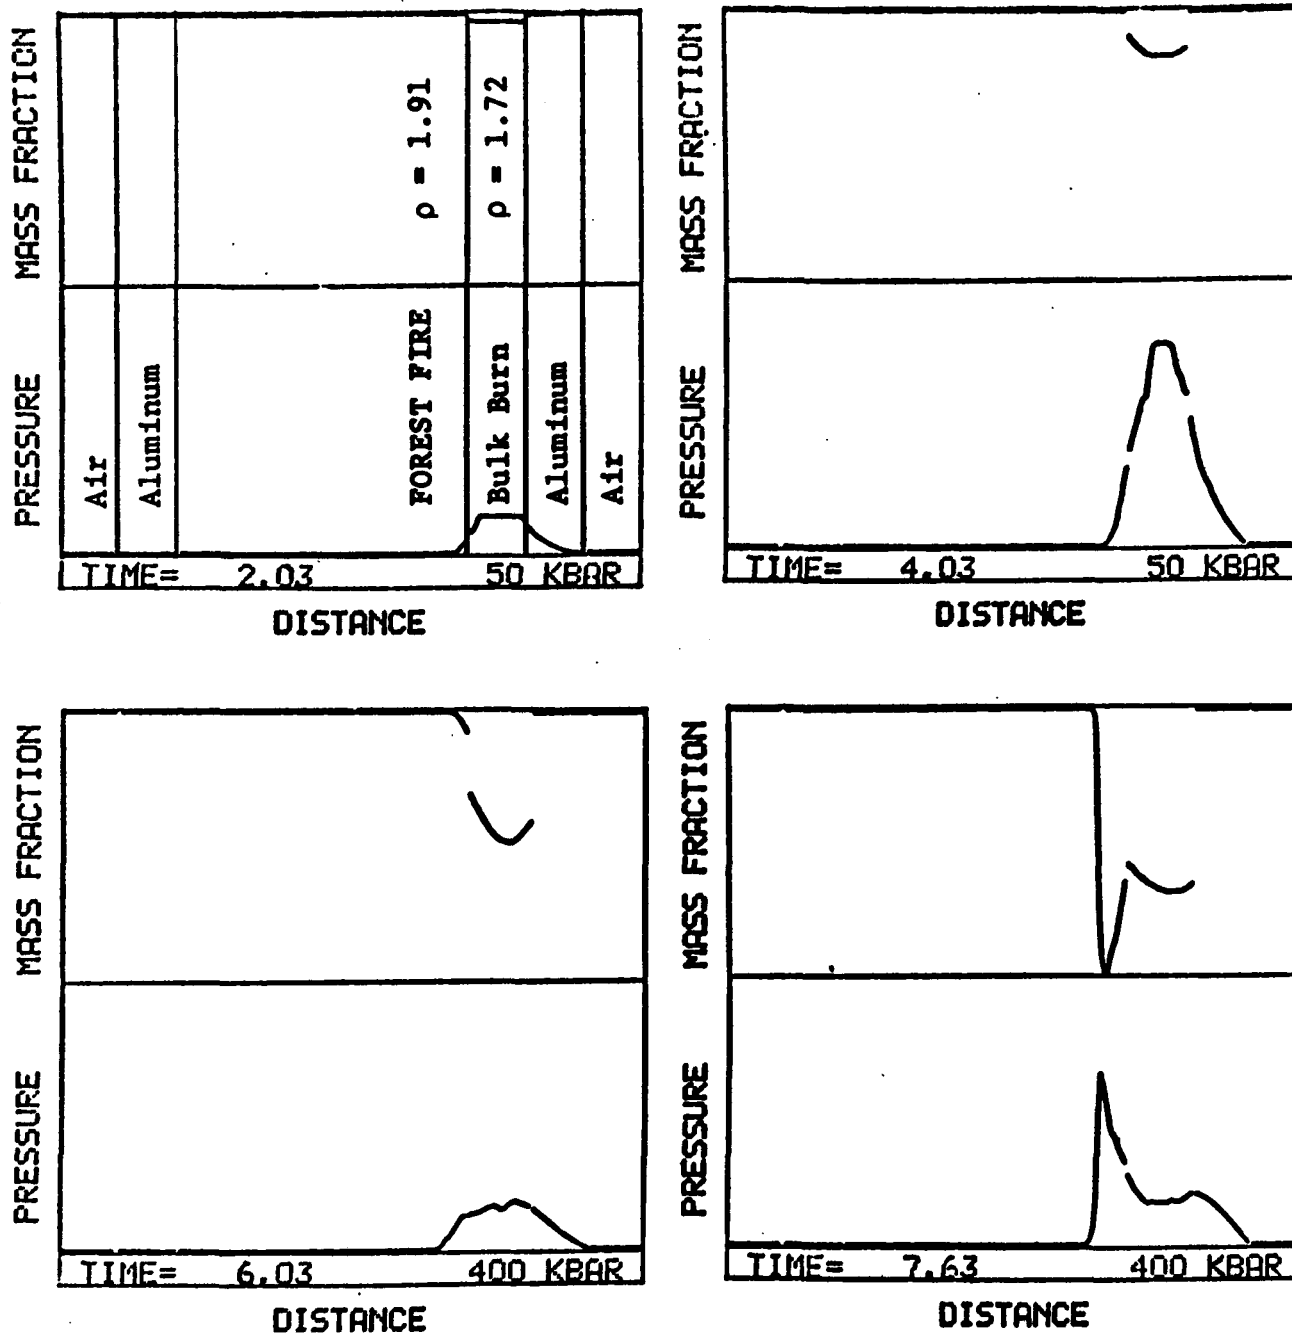 MASS FRACTION
ρ = 1.91
ρ = 1.72
PRESSURE
Air
Aluminum
FOREST FIRE
Bulk Burn
Aluminum
Air
TIME= 2.03 50 KBAR
DISTANCE
MASS FRACTION
PRESSURE
TIME= 4.03 50 KBAR
DISTANCE
MASS FRACTION
PRESSURE
TIME= 6.03 400 KBAR
DISTANCE
MASS FRACTION
PRESSURE
TIME= 7.63 400 KBAR
DISTANCE